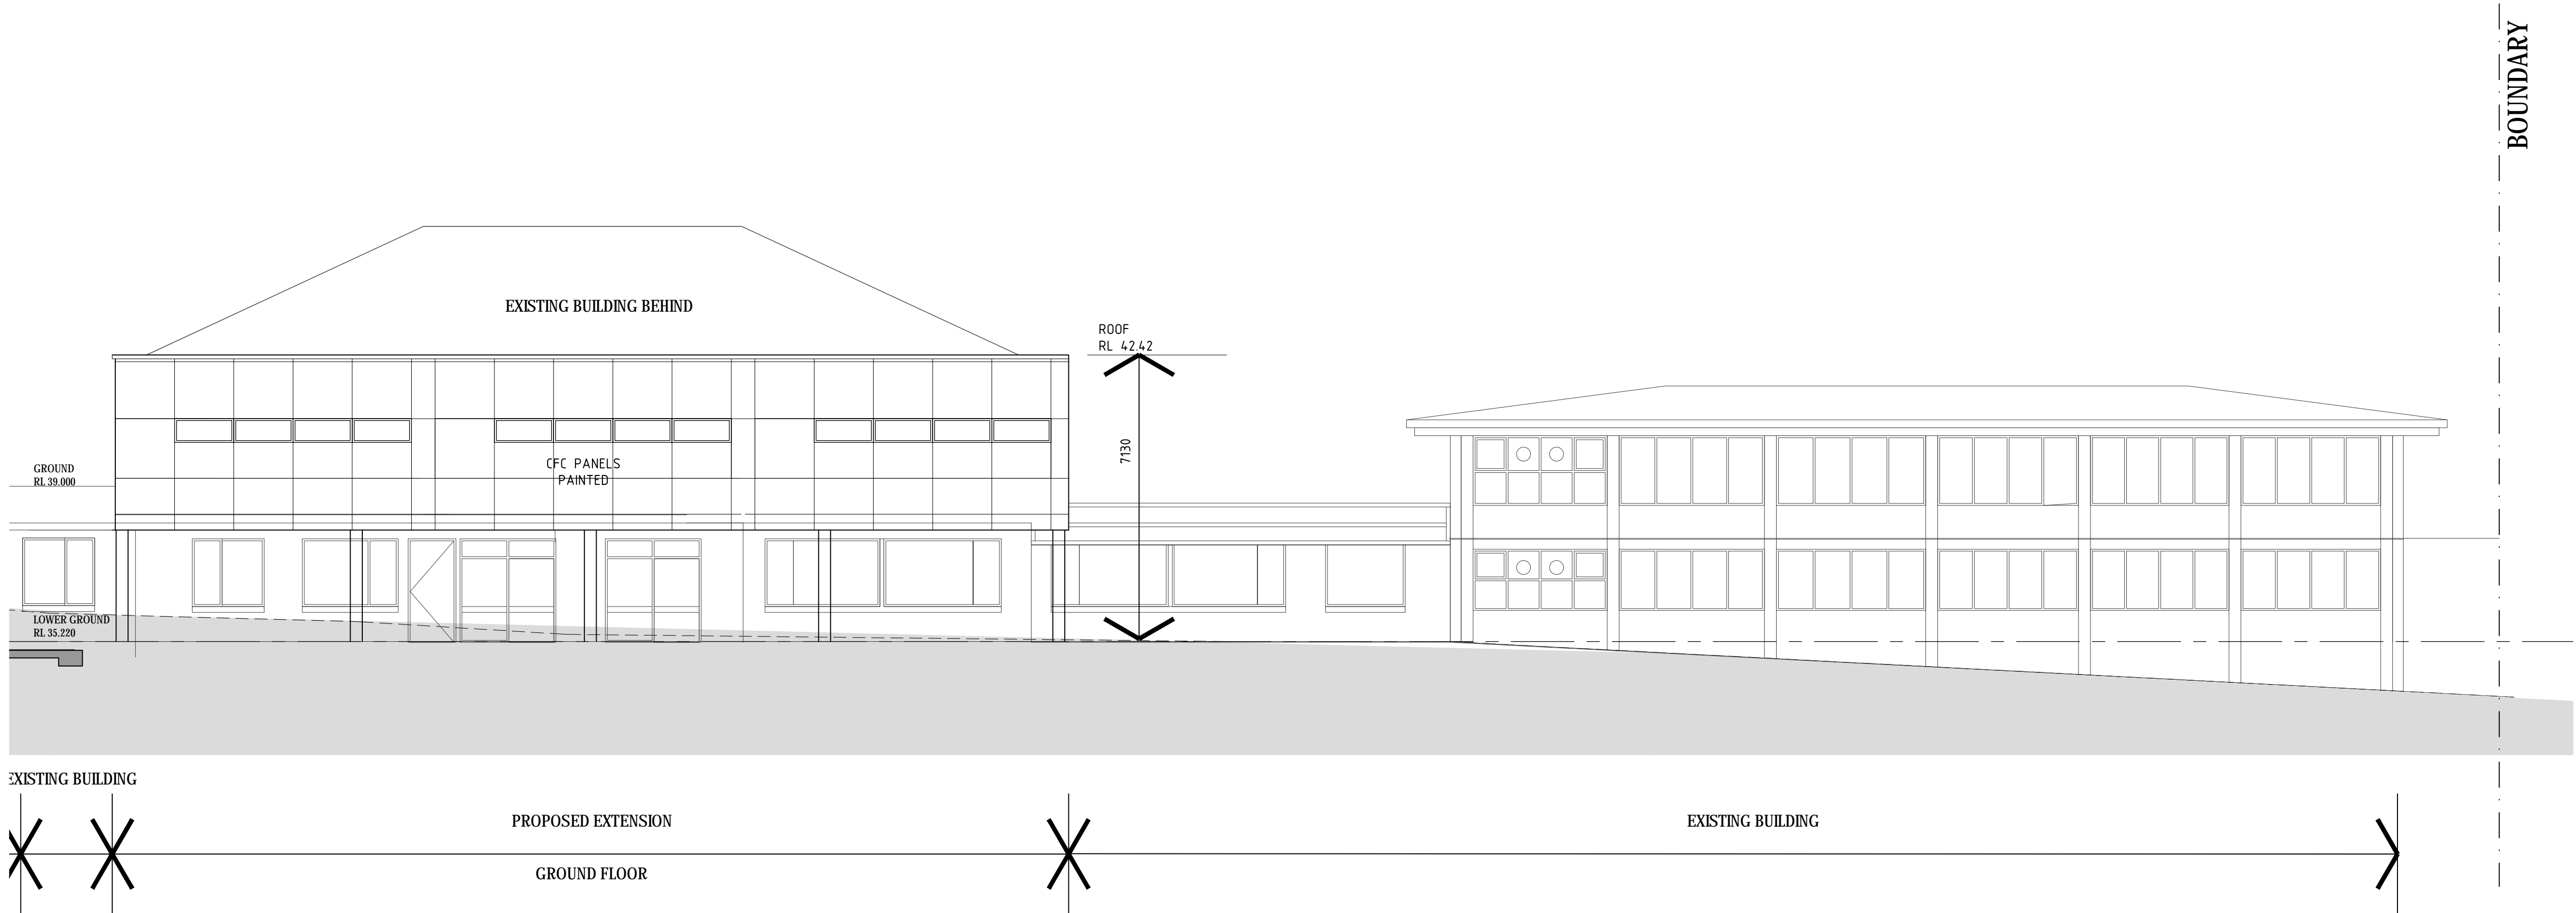 BOUNDARY
EXISTING BUILDING BEHIND
ROOF
RL 42.42
7130
CFC PANELS
PAINTED
GROUND
RL 39.000
LOWER GROUND
RL 35.220
EXISTING BUILDING
PROPOSED EXTENSION
EXISTING BUILDING
GROUND FLOOR